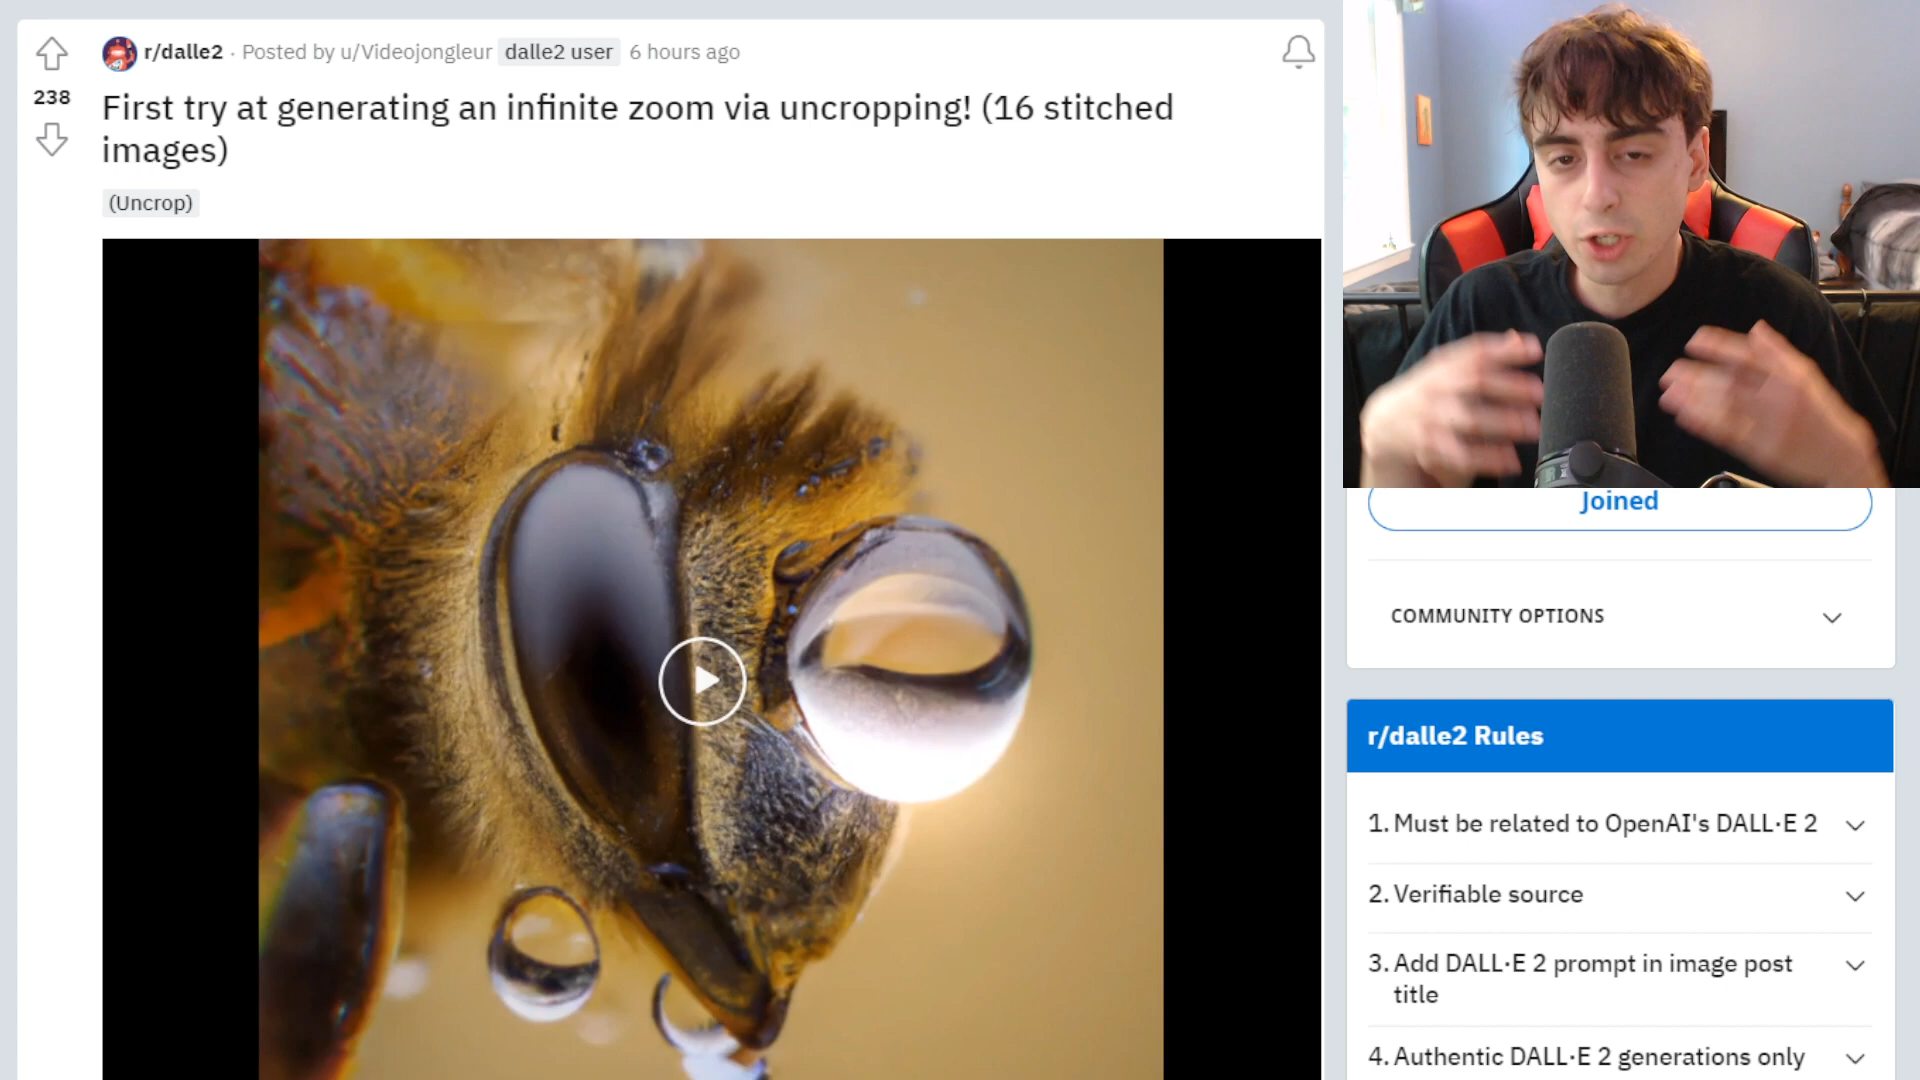 r/dalle2 · Posted by u/Videojongleur dalle2 user 6 hours ago
238
First try at generating an infinite zoom via uncropping! (16 stitched
images)
(Uncrop)
Joined
COMMUNITY OPTIONS
r/dalle2 Rules
1. Must be related to OpenAI's DALL·E 2
2. Verifiable source
3. Add DALL·E 2 prompt in image post
title
4. Authentic DALL·E 2 generations only